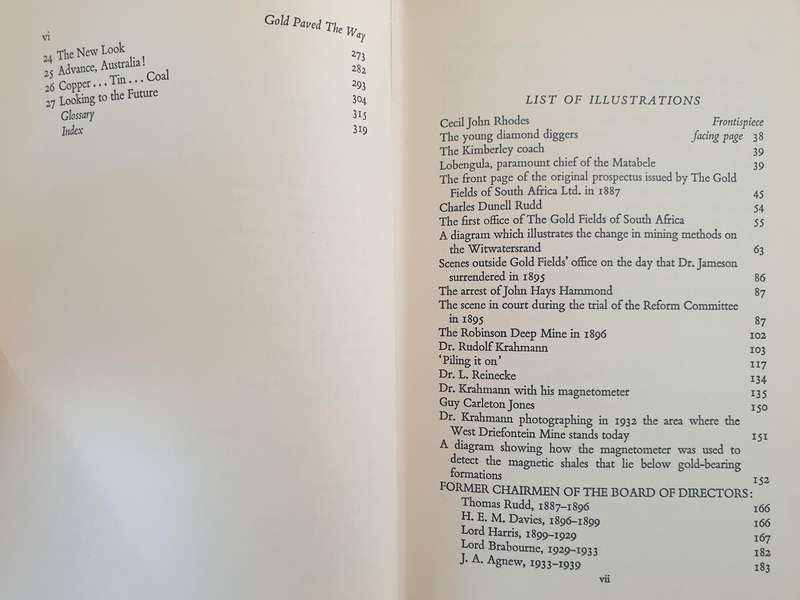 vi
Gold Paved The Way
24 The New Look 273
25 Advance, Australia! 282
26 Copper . . . Tin . . . Coal 293
27 Looking to the Future 304
Glossary 315
Index 319
LIST OF ILLUSTRATIONS
Cecil John Rhodes Frontispiece
The young diamond diggers facing page 38
The Kimberley coach 39
Lobengula, paramount chief of the Matabele 39
The front page of the original prospectus issued by The Gold
Fields of South Africa Ltd. in 1887 45
Charles Dunell Rudd 54
The first office of The Gold Fields of South Africa 55
A diagram which illustrates the change in mining methods on
the Witwatersrand 63
Scenes outside Gold Fields' office on the day that Dr. Jameson
surrendered in 1895 86
The arrest of John Hays Hammond 87
The scene in court during the trial of the Reform Committee
in 1895 87
The Robinson Deep Mine in 1896 102
Dr. Rudolf Krahmann 103
'Piling it on' 117
Dr. L. Reinecke 134
Dr. Krahmann with his magnetometer 135
Guy Carleton Jones 150
Dr. Krahmann photographing in 1932 the area where the
West Driefontein Mine stands today 151
A diagram showing how the magnetometer was used to
detect the magnetic shales that lie below gold-bearing
formations 152
FORMER CHAIRMEN OF THE BOARD OF DIRECTORS:
Thomas Rudd, 1887–1896 166
H. E. M. Davies, 1896–1899 166
Lord Harris, 1899–1929 167
Lord Brabourne, 1929–1933 182
J. A. Agnew, 1933–1939 183
vii